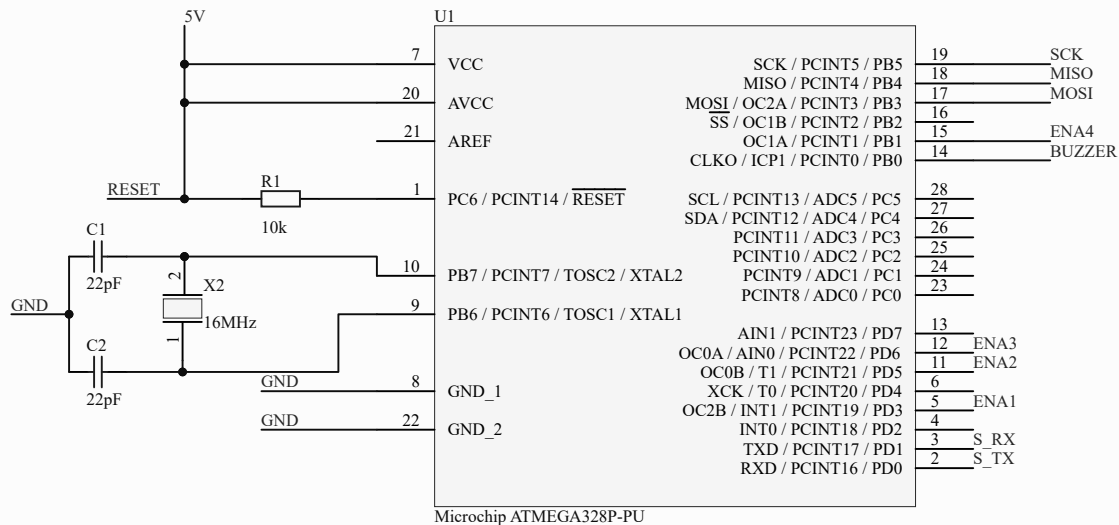 5V
U1
7 VCC
20 AVCC
21 AREF
RESET
R1
10k
1 PC6 / PCINT14 / RESET
C1
22pF
GND
2
X2
16MHz
1
C2
22pF
10 PB7 / PCINT7 / TOSC2 / XTAL2
9 PB6 / PCINT6 / TOSC1 / XTAL1
GND 8 GND_1
GND 22 GND_2
SCK / PCINT5 / PB5 19 SCK
MISO / PCINT4 / PB4 18 MISO
MOSI / OC2A / PCINT3 / PB3 17 MOSI
SS / OC1B / PCINT2 / PB2 16
OC1A / PCINT1 / PB1 15 ENA4
CLKO / ICP1 / PCINT0 / PB0 14 BUZZER
SCL / PCINT13 / ADC5 / PC5 28
SDA / PCINT12 / ADC4 / PC4 27
PCINT11 / ADC3 / PC3 26
PCINT10 / ADC2 / PC2 25
PCINT9 / ADC1 / PC1 24
PCINT8 / ADC0 / PC0 23
AIN1 / PCINT23 / PD7 13
OC0A / AIN0 / PCINT22 / PD6 12 ENA3
OC0B / T1 / PCINT21 / PD5 11 ENA2
XCK / T0 / PCINT20 / PD4 6
OC2B / INT1 / PCINT19 / PD3 5 ENA1
INT0 / PCINT18 / PD2 4
TXD / PCINT17 / PD1 3 S_RX
RXD / PCINT16 / PD0 2 S_TX
Microchip ATMEGA328P-PU